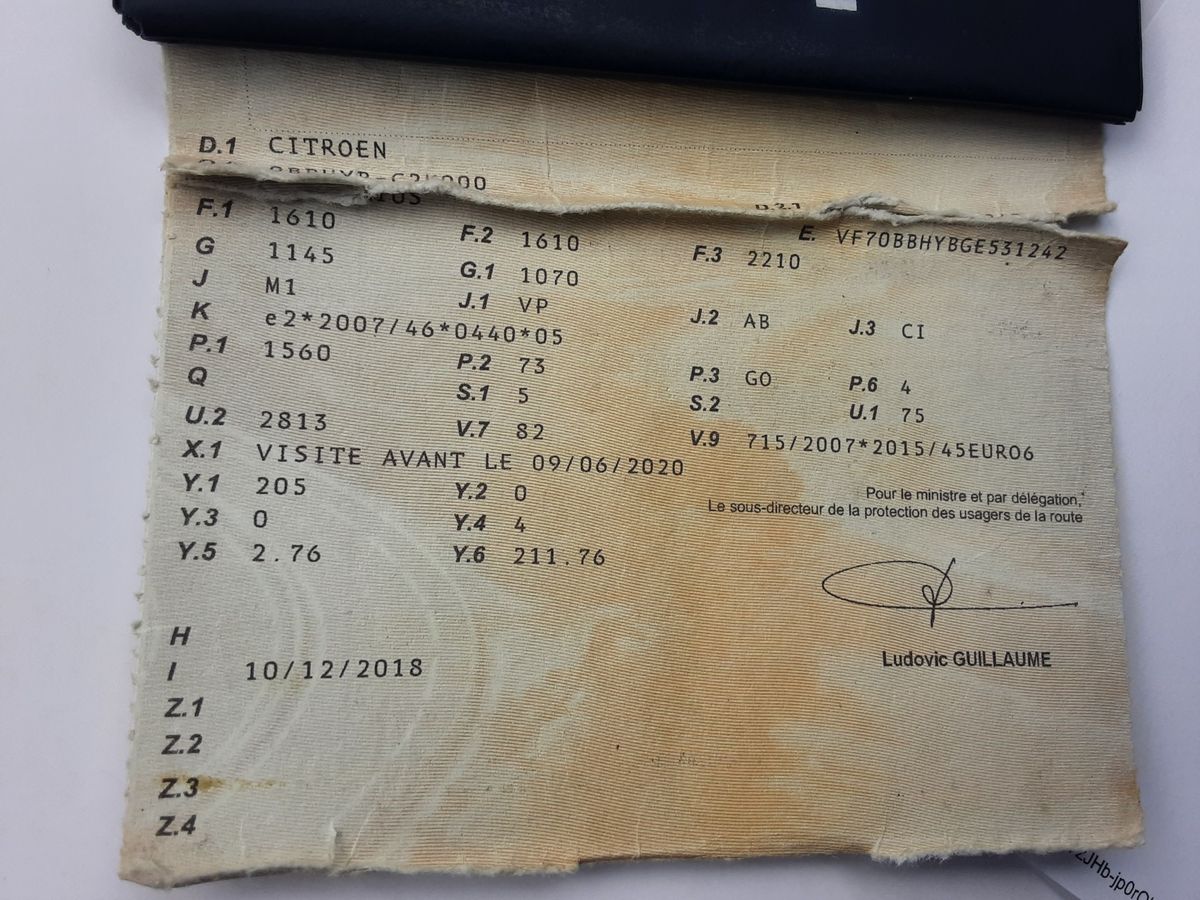 D.1 CITROEN
D.2.1
E. VF70BBHYBGE531242
F.1 1610 F.2 1610 F.3 2210
G 1145 G.1 1070
J M1 J.1 VP J.2 AB J.3 CI
K e2*2007/46*0440*05
P.1 1560 P.2 73 P.3 GO P.6 4
Q S.1 5 S.2 U.1 75
U.2 2813 V.7 82 V.9 715/2007*2015/45EURO6
X.1 VISITE AVANT LE 09/06/2020
Y.1 205 Y.2 0
Y.3 0 Y.4 4
Y.5 2.76 Y.6 211.76
Pour le ministre et par délégation,
Le sous-directeur de la protection des usagers de la route
Ludovic GUILLAUME
H
I 10/12/2018
Z.1
Z.2
Z.3
Z.4